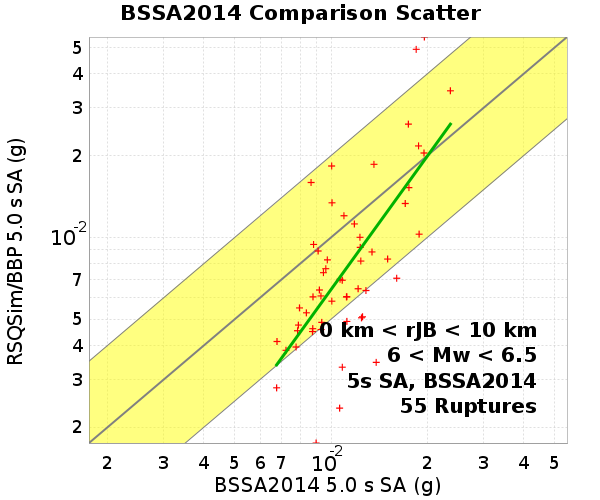 BSSA2014 Comparison Scatter
RSQSim/BBP 5.0 s SA (g)
5
4
3
2
10-2
7
5
4
3
2
0 km < rJB < 10 km
6 < Mw < 6.5
5s SA, BSSA2014
55 Ruptures
2 3 4 5 6 7 10-2 2 3 4 5
BSSA2014 5.0 s SA (g)